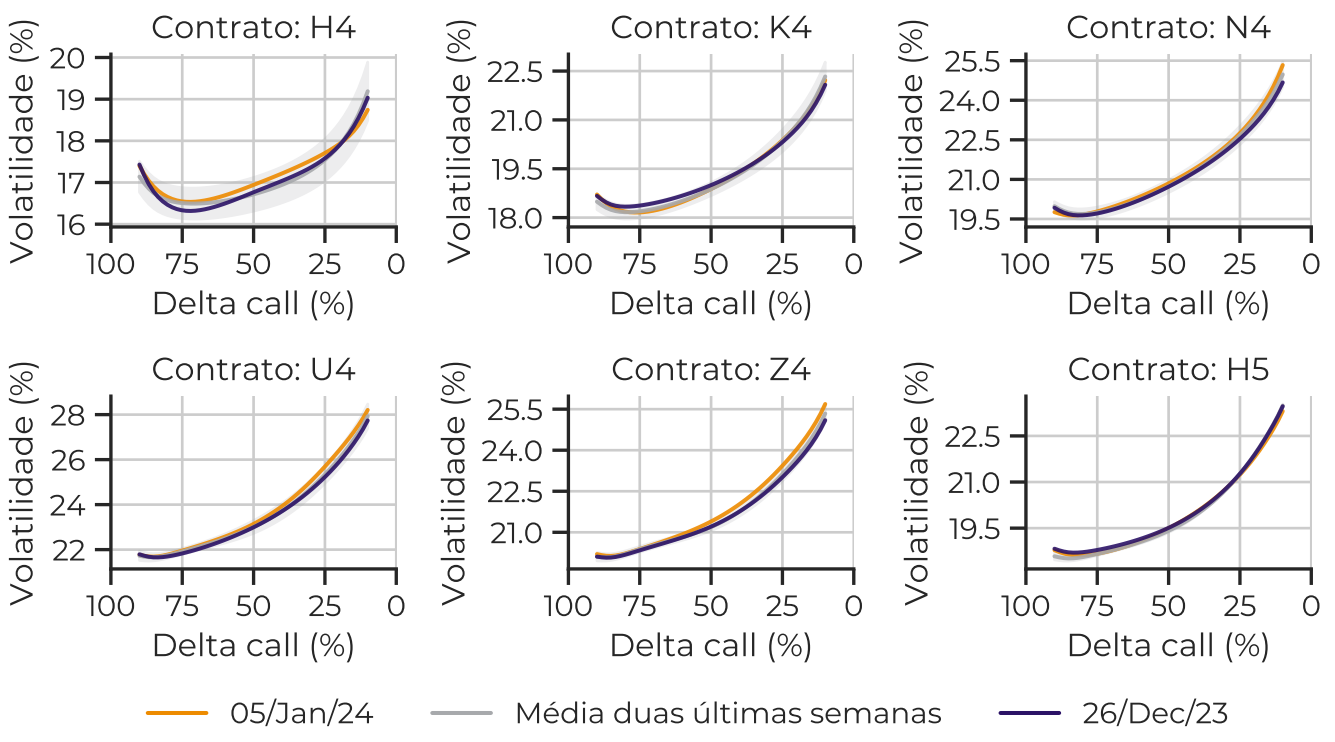 Contrato: H4
Volatilidade (%)
20
19
18
17
16
100 75 50 25 0
Delta call (%)
Contrato: K4
Volatilidade (%)
22.5
21.0
19.5
18.0
100 75 50 25 0
Delta call (%)
Contrato: N4
Volatilidade (%)
25.5
24.0
22.5
21.0
19.5
100 75 50 25 0
Delta call (%)
Contrato: U4
Volatilidade (%)
28
26
24
22
100 75 50 25 0
Delta call (%)
Contrato: Z4
Volatilidade (%)
25.5
24.0
22.5
21.0
100 75 50 25 0
Delta call (%)
Contrato: H5
Volatilidade (%)
22.5
21.0
19.5
100 75 50 25 0
Delta call (%)
05/Jan/24 Média duas últimas semanas 26/Dec/23